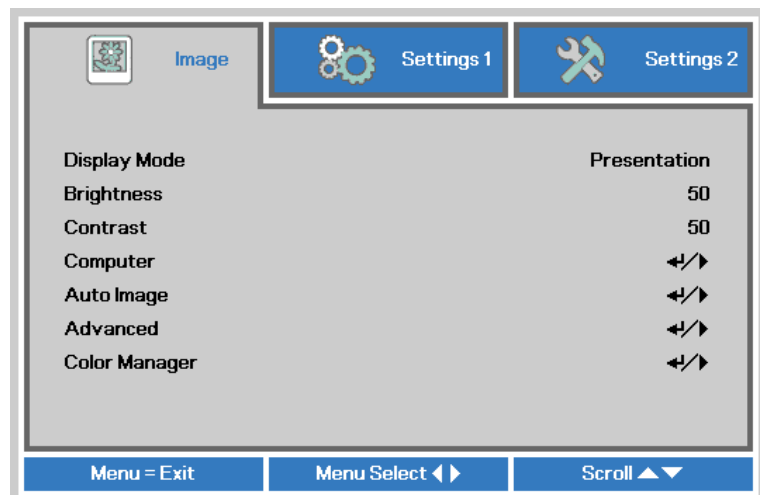 Image Settings 1 Settings 2
Display Mode Presentation
Brightness 50
Contrast 50
Computer ↵/▶
Auto Image ↵/▶
Advanced ↵/▶
Color Manager ↵/▶
Menu = Exit Menu Select ◀▶ Scroll ▲▼